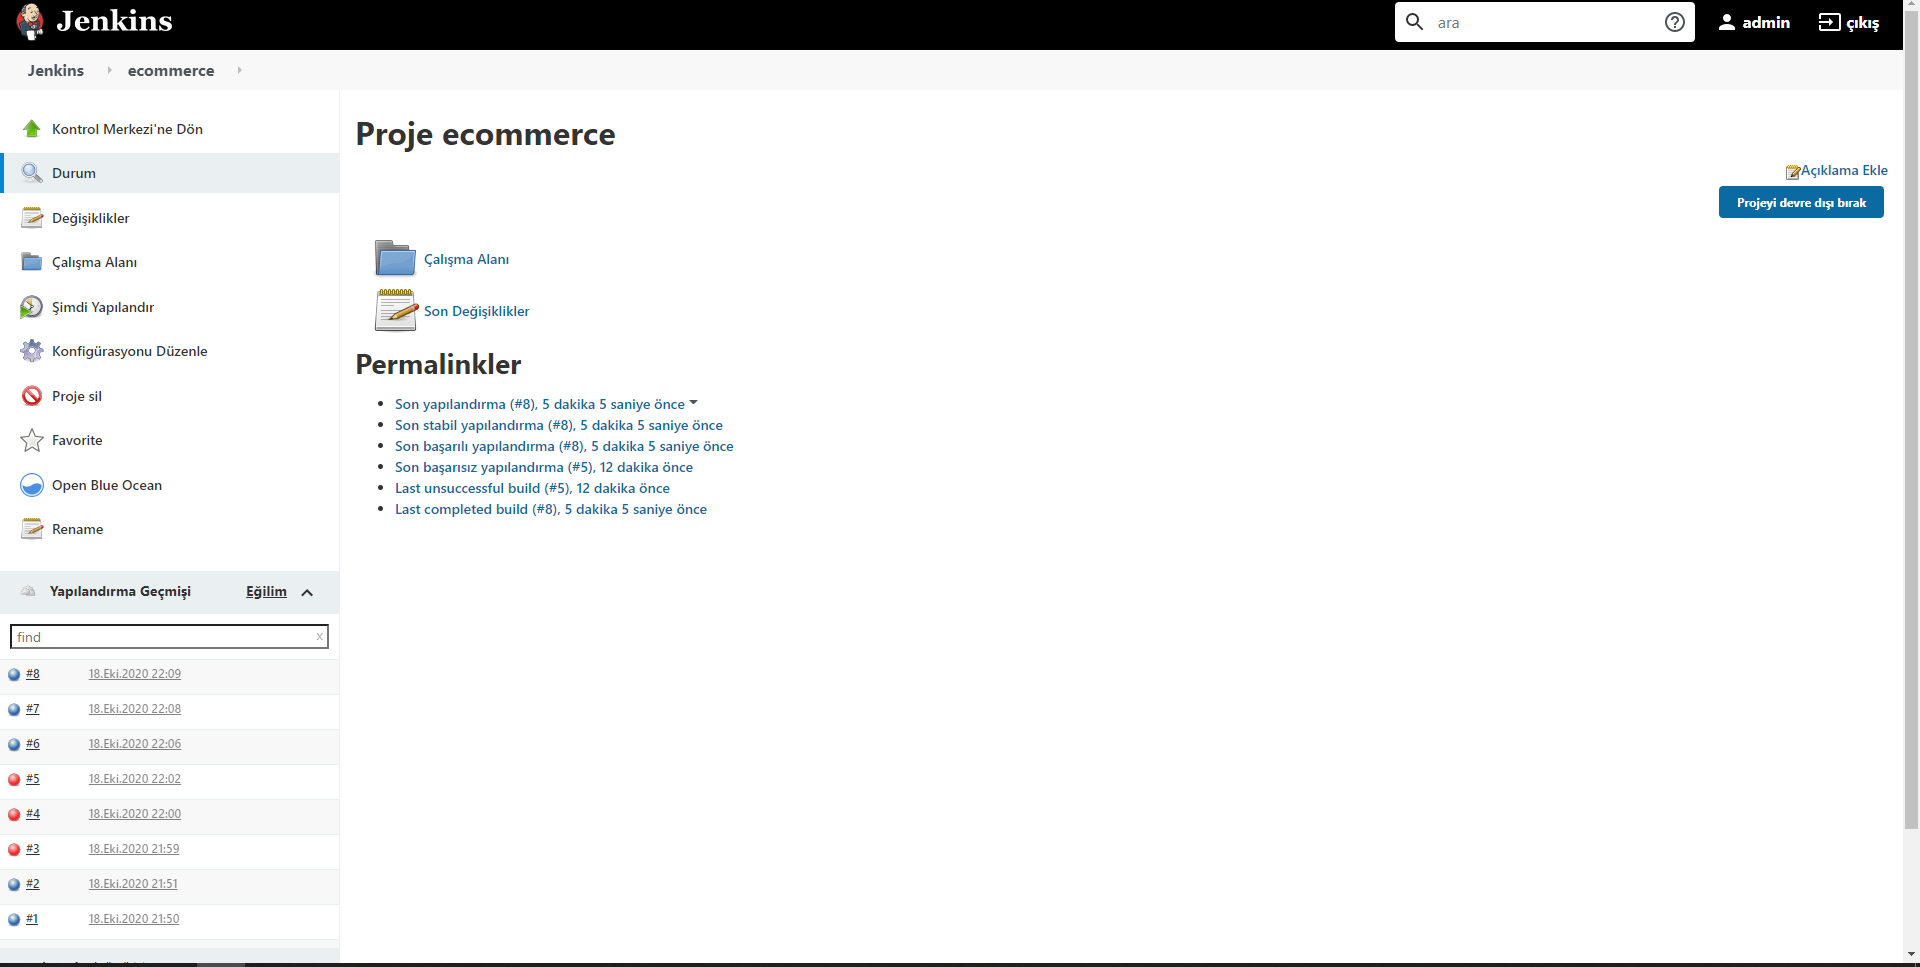 Jenkins
ara
admin
çıkış
Jenkins
ecommerce
Kontrol Merkezi'ne Dön
Durum
Değişiklikler
Çalışma Alanı
Şimdi Yapılandır
Konfigürasyonu Düzenle
Proje sil
Favorite
Open Blue Ocean
Rename
Yapılandırma Geçmişi Eğilim
find x
#8 18.Eki.2020 22:09
#7 18.Eki.2020 22:08
#6 18.Eki.2020 22:06
#5 18.Eki.2020 22:02
#4 18.Eki.2020 22:00
#3 18.Eki.2020 21:59
#2 18.Eki.2020 21:51
#1 18.Eki.2020 21:50
Proje ecommerce
Açıklama Ekle
Projeyi devre dışı bırak
Çalışma Alanı
Son Değişiklikler
Permalinkler
Son yapılandırma (#8), 5 dakika 5 saniye önce
Son stabil yapılandırma (#8), 5 dakika 5 saniye önce
Son başarılı yapılandırma (#8), 5 dakika 5 saniye önce
Son başarısız yapılandırma (#5), 12 dakika önce
Last unsuccessful build (#5), 12 dakika önce
Last completed build (#8), 5 dakika 5 saniye önce